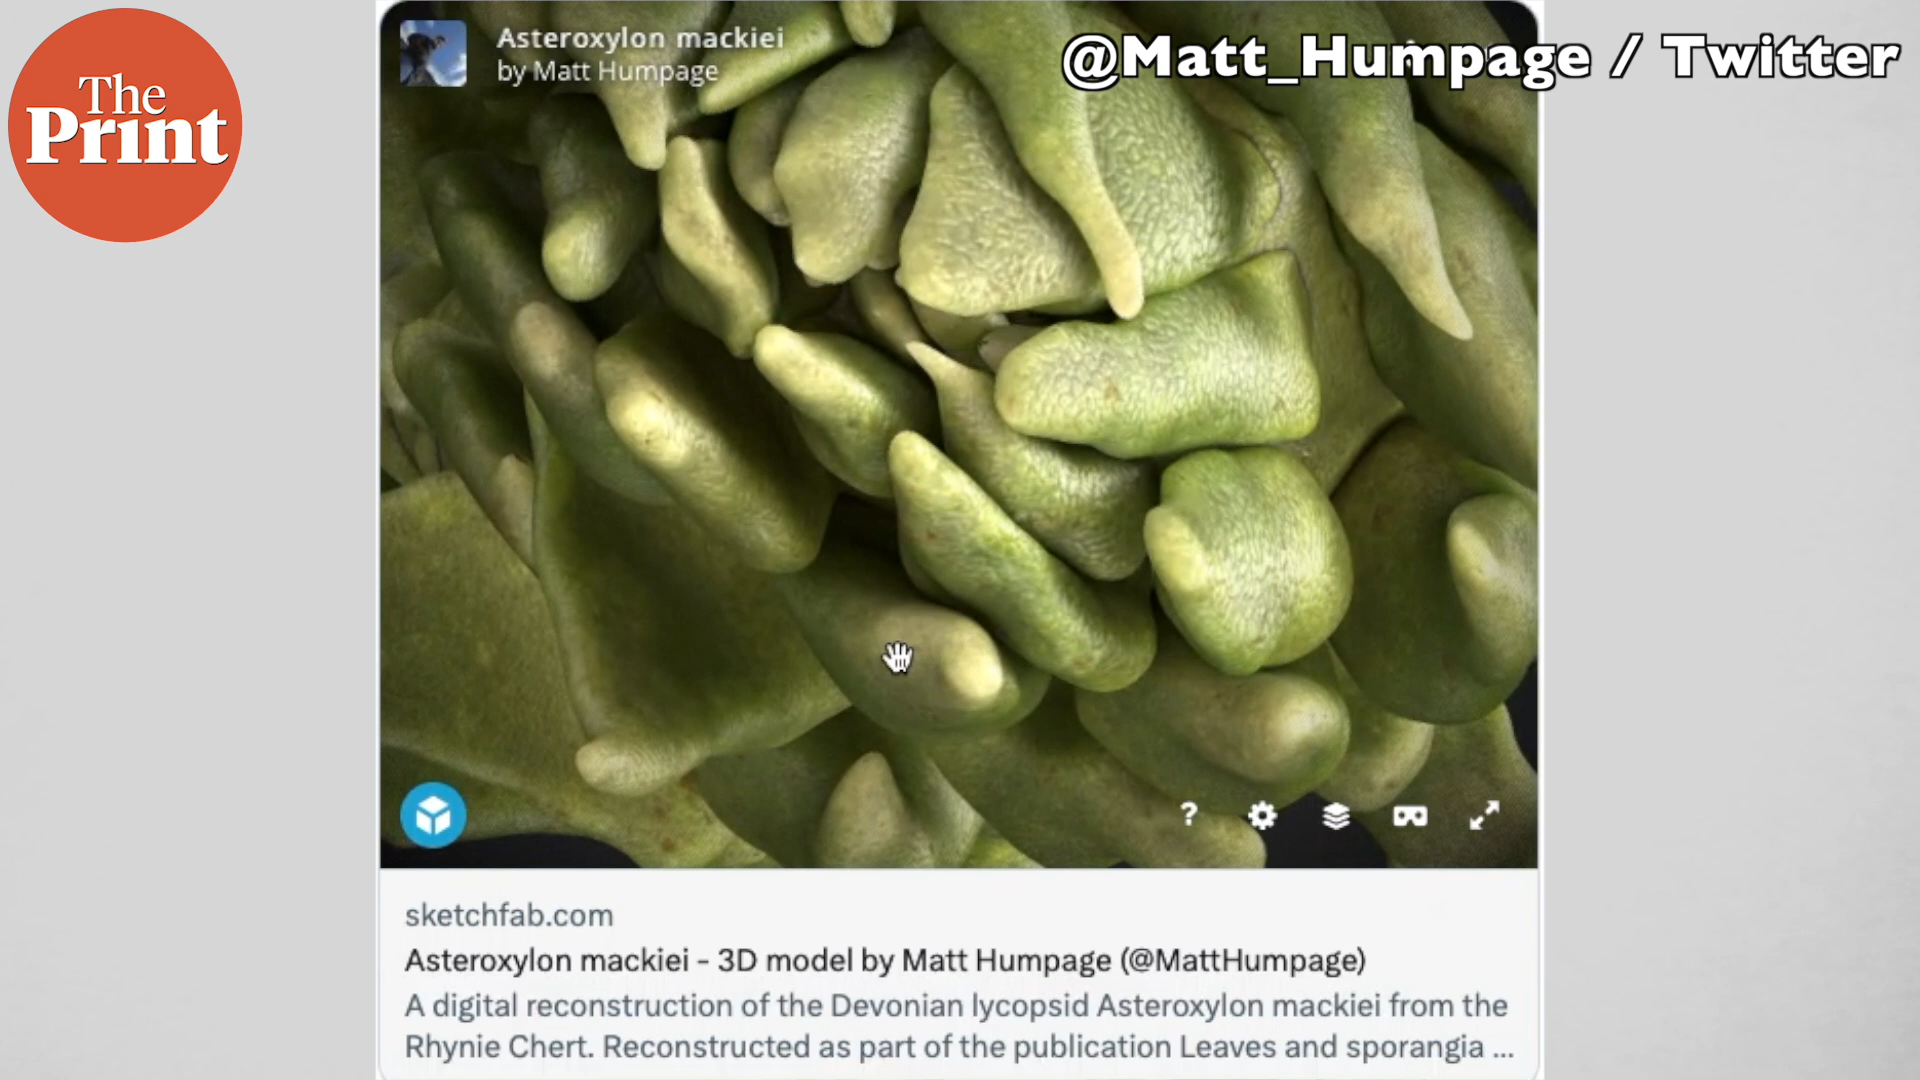 The
Print
Asteroxylon mackiei
by Matt Humpage
@Matt_Humpage / Twitter
?
sketchfab.com
Asteroxylon mackiei - 3D model by Matt Humpage (@MattHumpage)
A digital reconstruction of the Devonian lycopsid Asteroxylon mackiei from the
Rhynie Chert. Reconstructed as part of the publication Leaves and sporangia ...